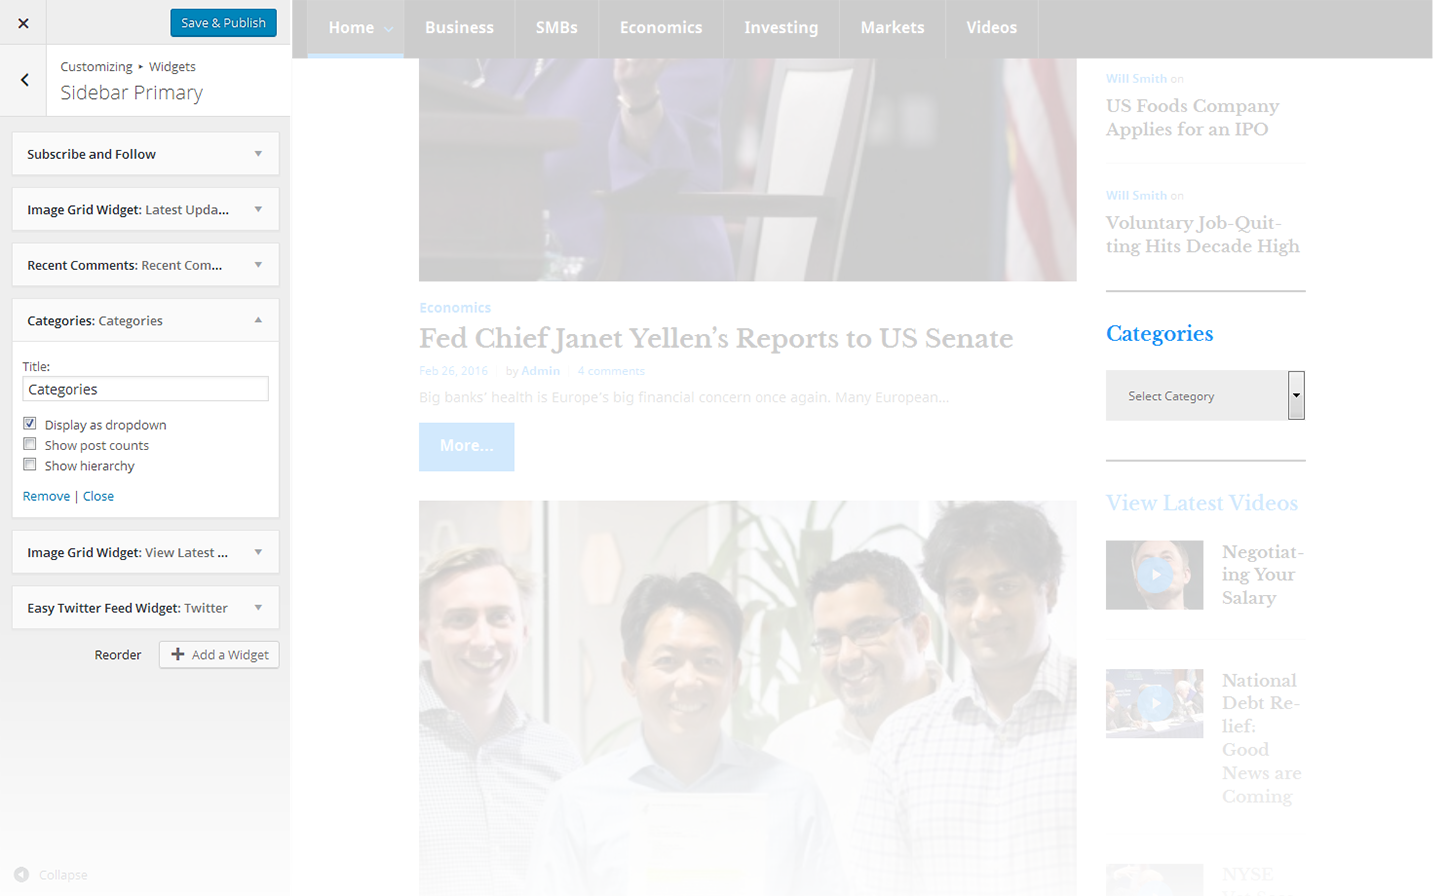 Save & Publish
Customizing ▸ Widgets
Sidebar Primary
Subscribe and Follow
Image Grid Widget: Latest Upda...
Recent Comments: Recent Com...
Categories: Categories
Title:
Categories
Display as dropdown
Show post counts
Show hierarchy
Remove | Close
Image Grid Widget: View Latest ...
Easy Twitter Feed Widget: Twitter
Reorder
Add a Widget
Collapse
Home
Business
SMBs
Economics
Investing
Markets
Videos
Economics
Fed Chief Janet Yellen’s Reports to US Senate
Feb 26, 2016 | by Admin | 4 comments
Big banks’ health is Europe’s big financial concern once again. Many European...
More...
Will Smith on
US Foods Company
Applies for an IPO
Will Smith on
Voluntary Job-Quit-
ting Hits Decade High
Categories
Select Category
View Latest Videos
Negotiat-
ing Your
Salary
National
Debt Re-
lief:
Good
News are
Coming
NYSE